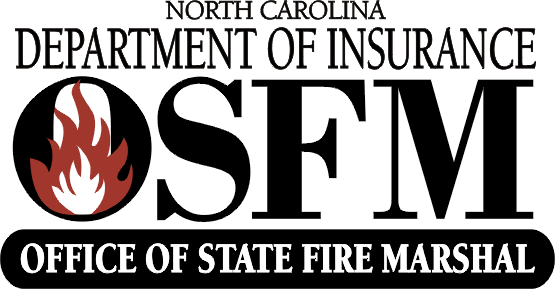 NORTH CAROLINA
DEPARTMENT OF INSURANCE
OSFM
OFFICE OF STATE FIRE MARSHAL